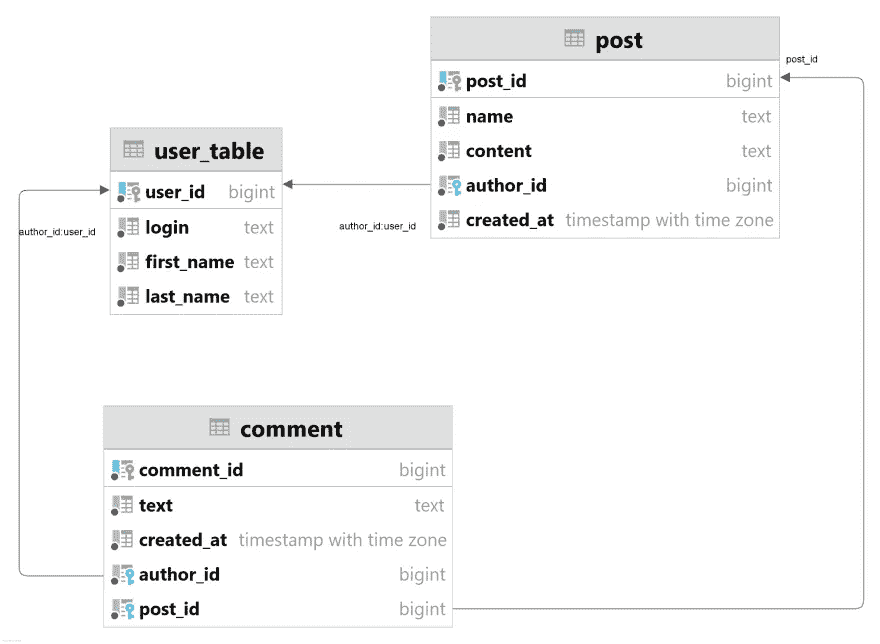 post
post_id
post_id bigint
name text
content text
author_id bigint
created_at timestamp with time zone
user_table
user_id bigint
login text
first_name text
last_name text
author_id:user_id
author_id:user_id
comment
comment_id bigint
text text
created_at timestamp with time zone
author_id bigint
post_id bigint